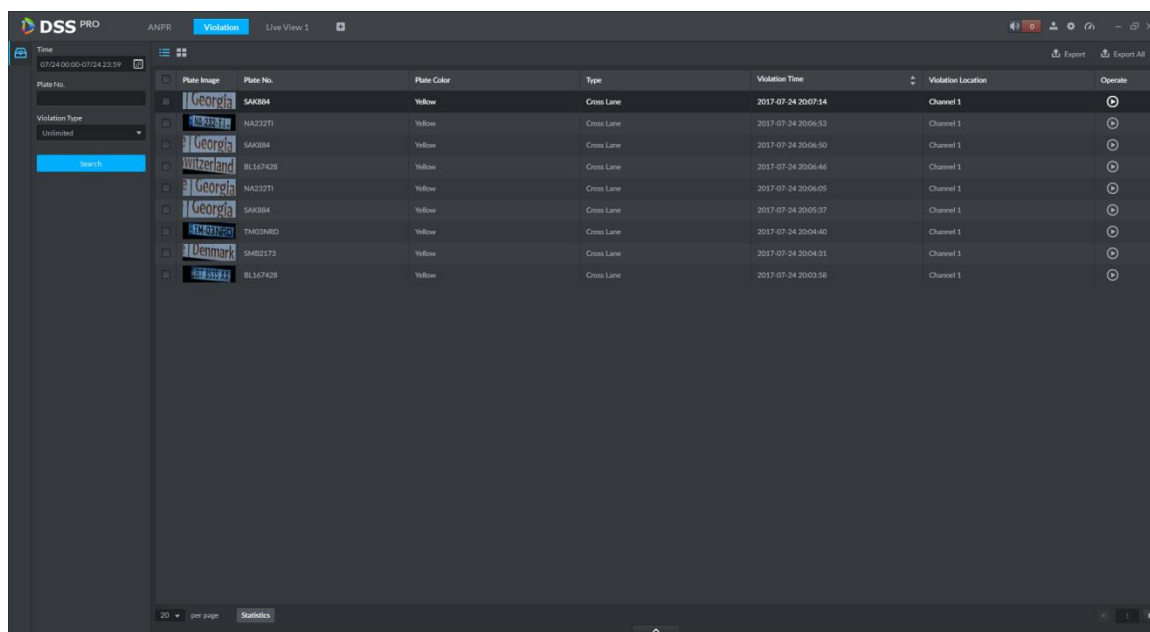 DSS PRO ANPR Violation Live View 1 0
Time
07/24 00:00-07/24 23:59
Plate No.
Violation Type
Unlimited
Search
Export Export All
Plate Image Plate No. Plate Color Type Violation Time Violation Location Operate
Georgia SAK884 Yellow Cross Lane 2017-07-24 20:07:14 Channel 1
NA-232-TI NA232TI Yellow Cross Lane 2017-07-24 20:06:53 Channel 1
Georgia SAK884 Yellow Cross Lane 2017-07-24 20:06:50 Channel 1
witzerland BL167428 Yellow Cross Lane 2017-07-24 20:06:46 Channel 1
e Georgia NA232TI Yellow Cross Lane 2017-07-24 20:06:05 Channel 1
Georgia SAK884 Yellow Cross Lane 2017-07-24 20:05:37 Channel 1
TM-03NRD TM03NRD Yellow Cross Lane 2017-07-24 20:04:40 Channel 1
Denmark SMB2173 Yellow Cross Lane 2017-07-24 20:04:31 Channel 1
BL167428 Yellow Cross Lane 2017-07-24 20:03:58 Channel 1
20 per page Statistics 1